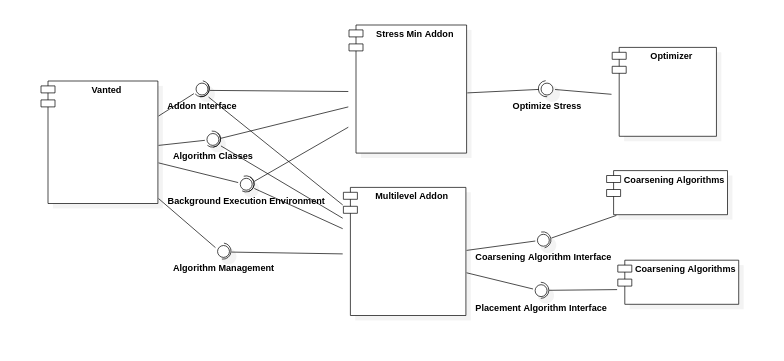 Stress Min Addon
Optimizer
Vanted
Addon Interface
Optimize Stress
Algorithm Classes
Coarsening Algorithms
Background Execution Environment
Multilevel Addon
Coarsening Algorithm Interface
Algorithm Management
Coarsening Algorithms
Placement Algorithm Interface